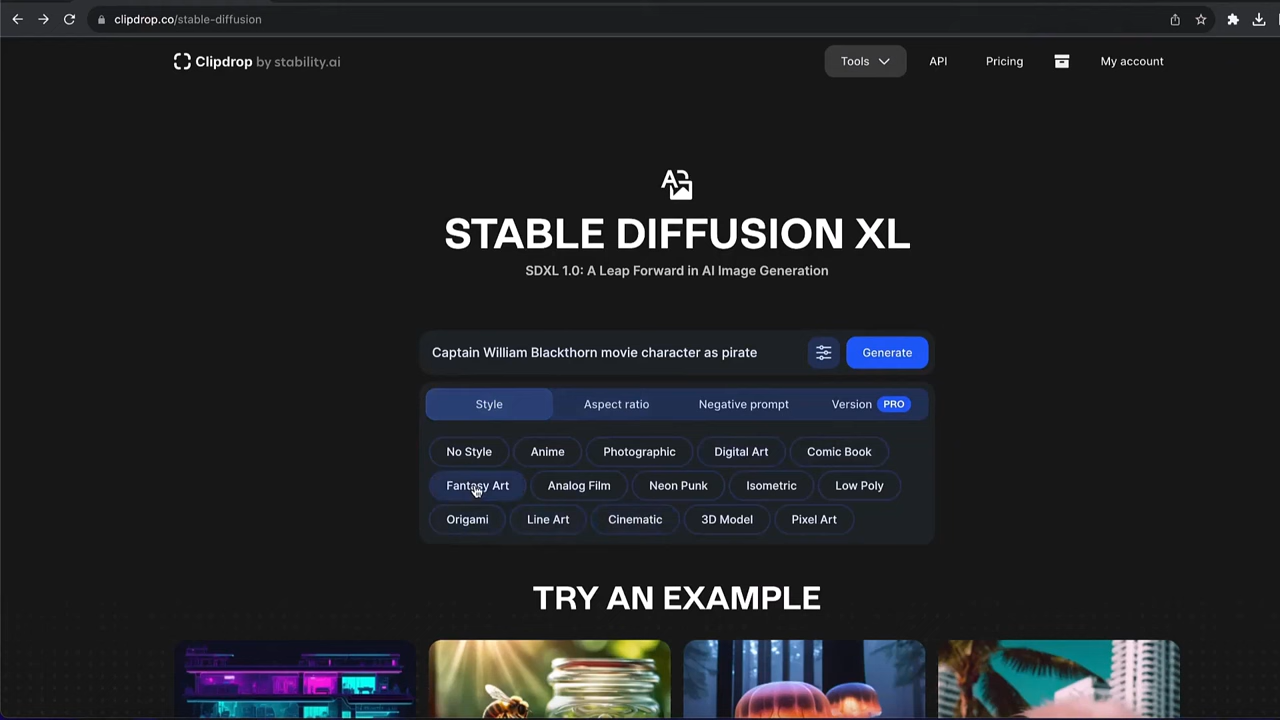 clipdrop.co/stable-diffusion
Clipdrop by stability.ai
Tools
API
Pricing
My account
STABLE DIFFUSION XL
SDXL 1.0: A Leap Forward in AI Image Generation
Captain William Blackthorn movie character as pirate
Generate
Style
Aspect ratio
Negative prompt
Version PRO
No Style
Anime
Photographic
Digital Art
Comic Book
Fantasy Art
Analog Film
Neon Punk
Isometric
Low Poly
Origami
Line Art
Cinematic
3D Model
Pixel Art
TRY AN EXAMPLE